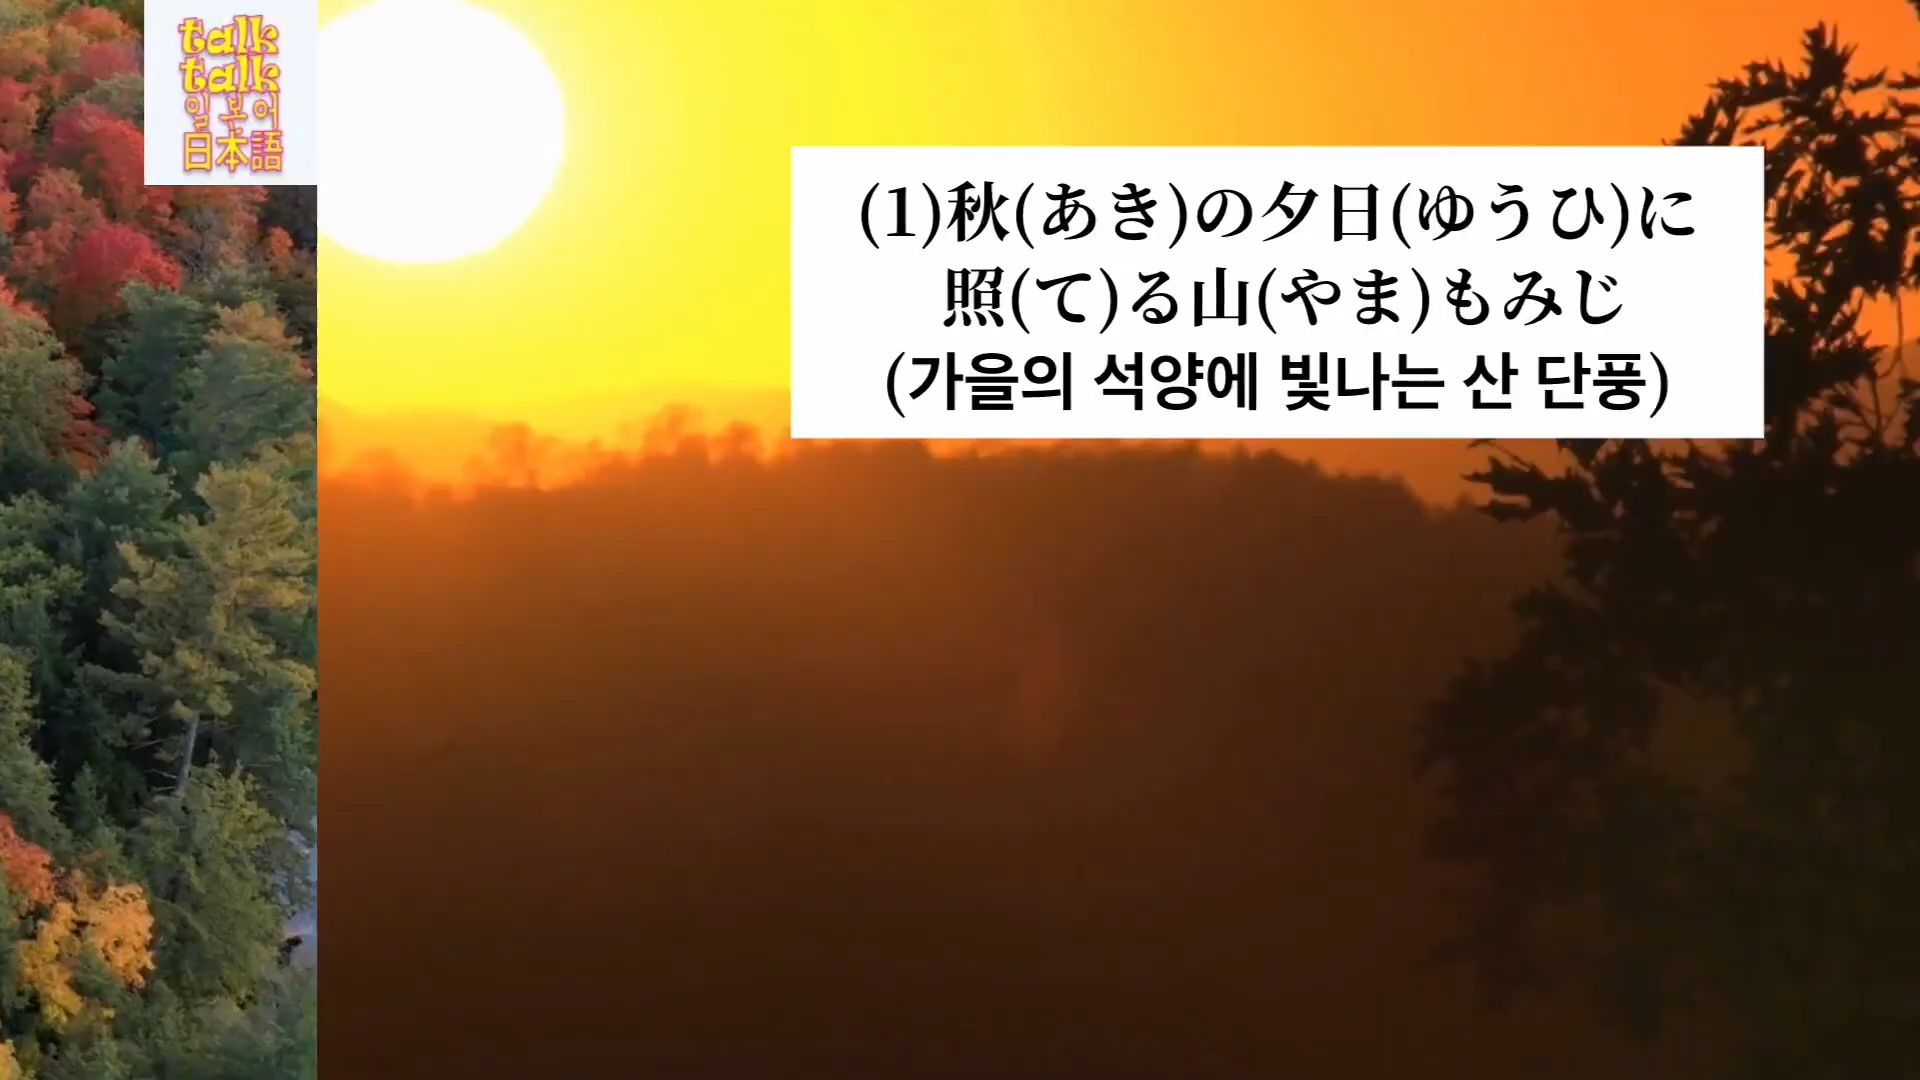 talk
talk
일본어
日本語
(1)秋(あき)の夕日(ゆうひ)に
照(て)る山(やま)もみじ
(가을의 석양에 빛나는 산 단풍)